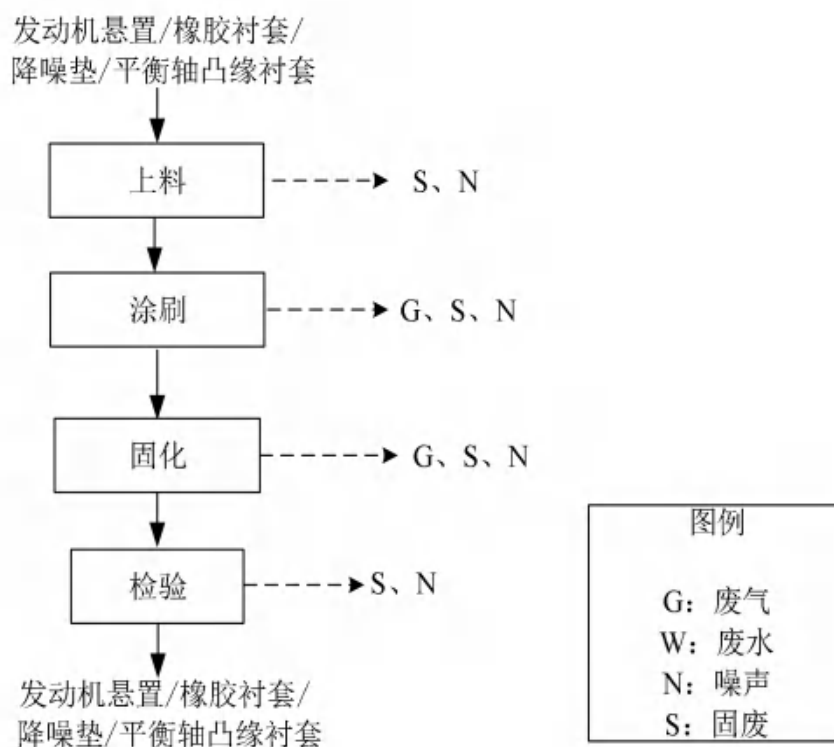 发动机悬置/橡胶衬套/
降噪垫/平衡轴凸缘衬套
上料
S、N
涂刷
G、S、N
固化
G、S、N
检验
S、N
发动机悬置/橡胶衬套/
降噪垫/平衡轴凸缘衬套
图例
G：废气
W：废水
N：噪声
S：固废